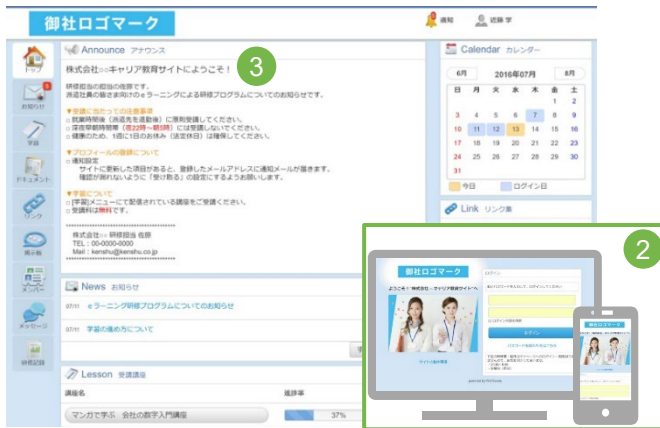 御社ロゴマーク
通知
近藤 学
トップ
お知らせ
学習
ドキュメント
リンク
掲示板
メンバー
メッセージ
研修記録
Announce アナウンス
株式会社○○キャリア教育サイトにようこそ！
3
研修担当の担当の佐原です。
派遣社員の皆さま向けのｅラーニングによる研修プログラムについてのお知らせです。
▼受講に当たっての注意事項
□ 就業時間後（派遣先を退勤後）に原則受講してください。
□ 深夜早朝時間帯（夜22時～朝5時）には受講しないでください。
□ 健康のため、1週に1日のお休み（法定休日）は確保してください。
▼プロフィールの登録について
□ 通知設定
サイトに更新した項目があると、登録したメールアドレスに通知メールが届きます。
確認が漏れないように「受け取る」の設定にするようお願いします。
▼学習について
□ [学習]メニューにて配信されている講座をご受講ください。
□ 受講料は無料です。
株式会社○○ 研修担当 佐原
TEL：00-0000-0000
Mail：kenshu@kenshu.co.jp
News お知らせ
07/11 ｅラーニング研修プログラムについてのお知らせ
07/11 学習の進め方について
Lesson 受講講座
講座名 進捗率
マンガで学ぶ 会社の数字入門講座 37%
Calendar カレンダー
6月 2016年07月 8月
日 月 火 水 木 金 土
1 2
3 4 5 6 7 8 9
10 11 12 13 14 15 16
17 18 19 20 21 22 23
24 25 26 27 28 29 30
31
今日 ログイン日
Link リンク集
2
御社ロゴマーク
ログイン
ログイン